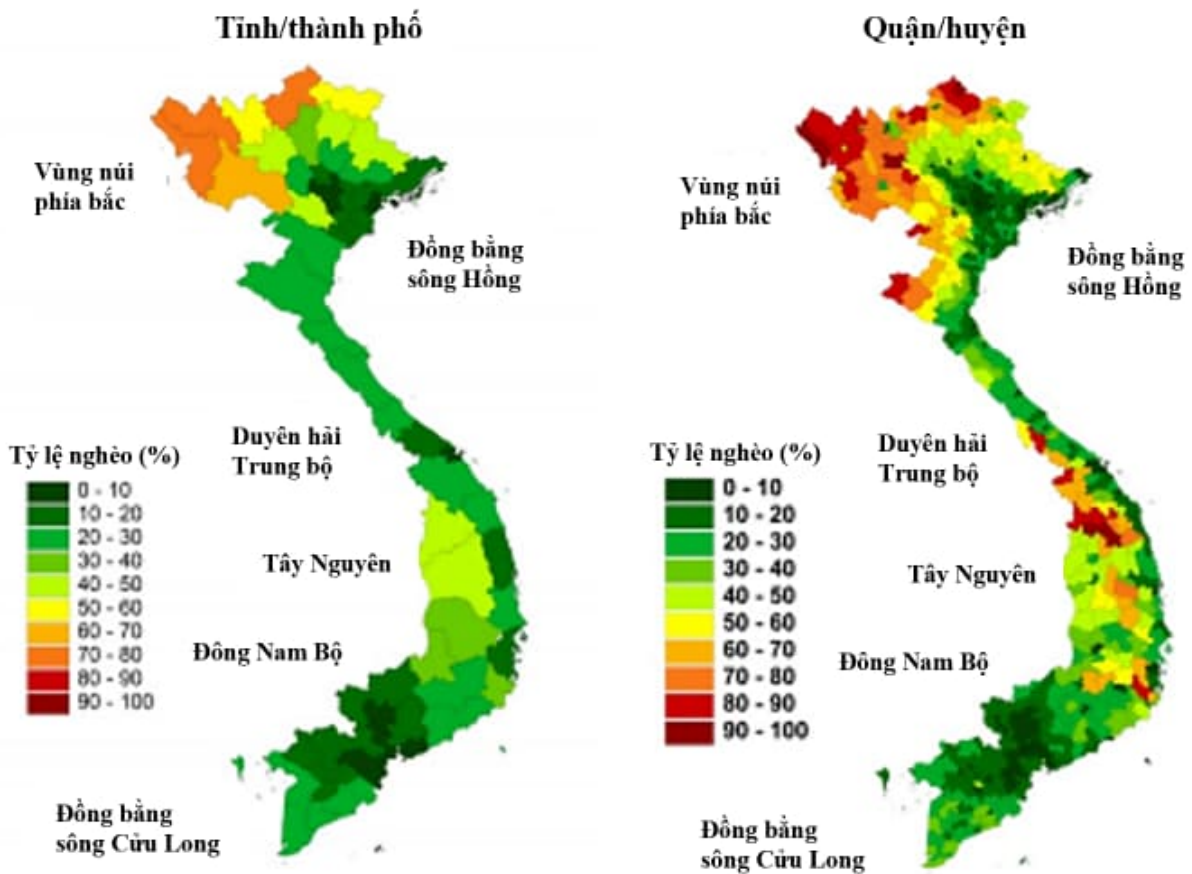 Tỉnh/thành phố
Vùng núi
phía bắc
Đồng bằng
sông Hồng
Duyên hải
Trung bộ
Tỷ lệ nghèo (%)
0 - 10
10 - 20
20 - 30
30 - 40
40 - 50
50 - 60
60 - 70
70 - 80
80 - 90
90 - 100
Tây Nguyên
Đông Nam Bộ
Đồng bằng
sông Cửu Long
Quận/huyện
Vùng núi
phía bắc
Đồng bằng
sông Hồng
Duyên hải
Trung bộ
Tỷ lệ nghèo (%)
0 - 10
10 - 20
20 - 30
30 - 40
40 - 50
50 - 60
60 - 70
70 - 80
80 - 90
90 - 100
Tây Nguyên
Đông Nam Bộ
Đồng bằng
sông Cửu Long